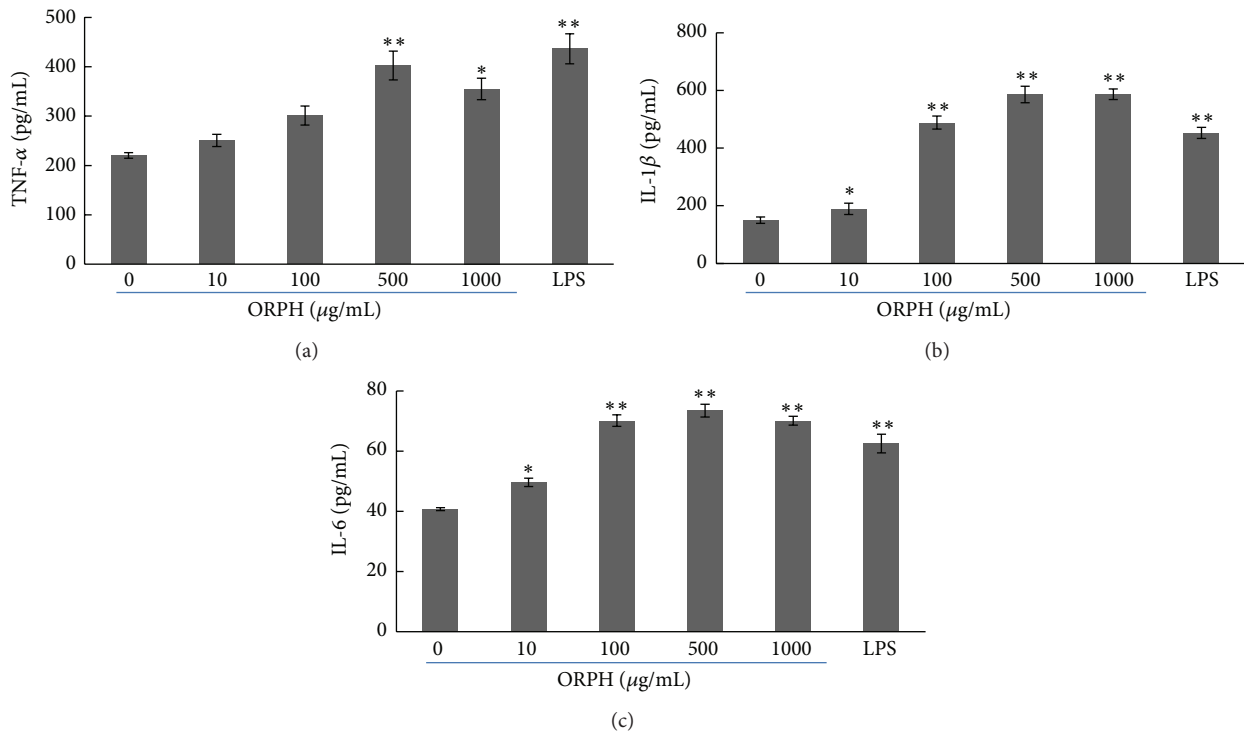 500
400
300
200
100
0
TNF-α (pg/mL)
** * **
0 10 100 500 1000 LPS
ORPH (μg/mL)
(a)
800
600
400
200
0
IL-1β (pg/mL)
* ** ** ** **
0 10 100 500 1000 LPS
ORPH (μg/mL)
(b)
80
60
40
20
0
IL-6 (pg/mL)
* ** ** ** **
0 10 100 500 1000 LPS
ORPH (μg/mL)
(c)